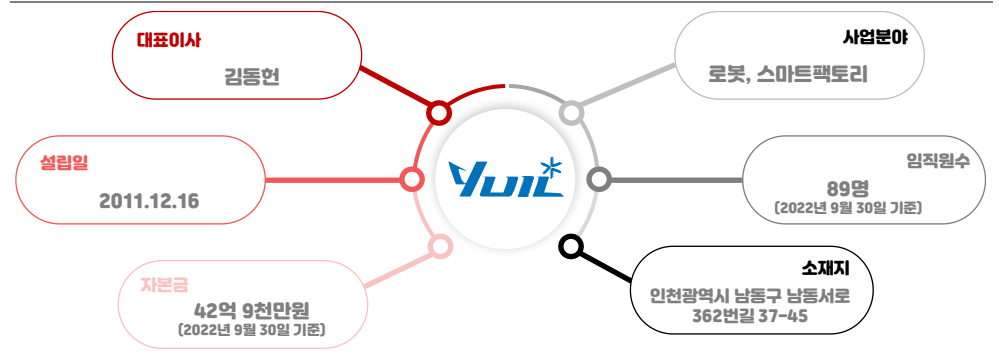 대표이사
김동헌
사업분야
로봇, 스마트팩토리
설립일
2011.12.16
YUIL
임직원수
89명
(2022년 9월 30일 기준)
자본금
42억 9천만원
(2022년 9월 30일 기준)
소재지
인천광역시 남동구 남동서로
362번길 37-45